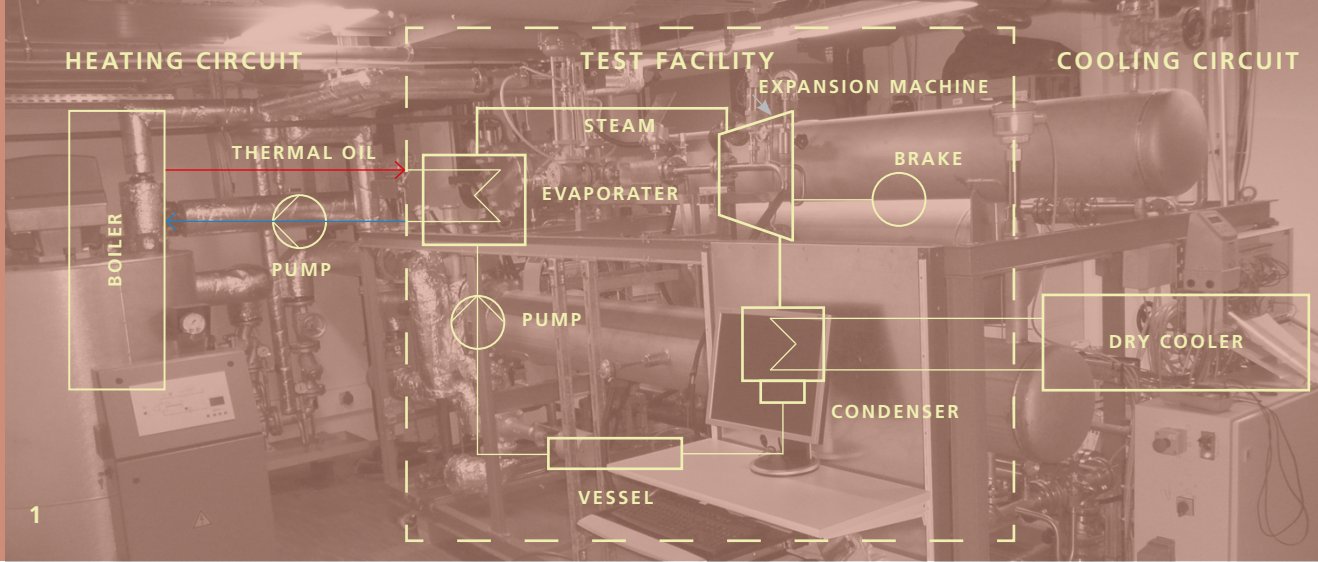 HEATING CIRCUIT
TEST FACILITY
COOLING CIRCUIT
EXPANSION MACHINE
STEAM
THERMAL OIL
BRAKE
EVAPORATER
BOILER
PUMP
PUMP
DRY COOLER
CONDENSER
VESSEL
1